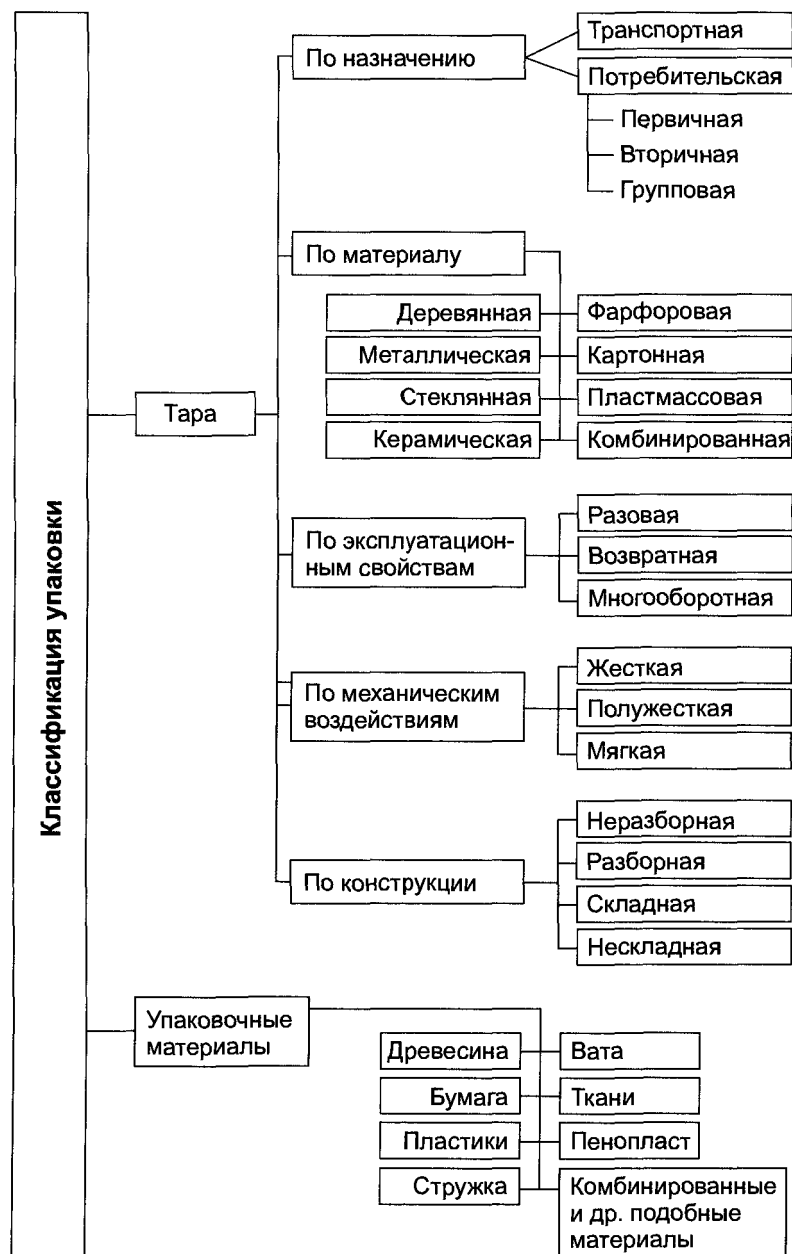 Классификация упаковки
Тара
По назначению
Транспортная
Потребительская
Первичная
Вторичная
Групповая
По материалу
Деревянная
Фарфоровая
Металлическая
Картонная
Стеклянная
Пластмассовая
Керамическая
Комбинированная
По эксплуатацион-
ным свойствам
Разовая
Возвратная
Многооборотная
По механическим
воздействиям
Жесткая
Полужесткая
Мягкая
По конструкции
Неразборная
Разборная
Складная
Нескладная
Упаковочные
материалы
Древесина
Вата
Бумага
Ткани
Пластики
Пенопласт
Стружка
Комбинированные
и др. подобные
материалы